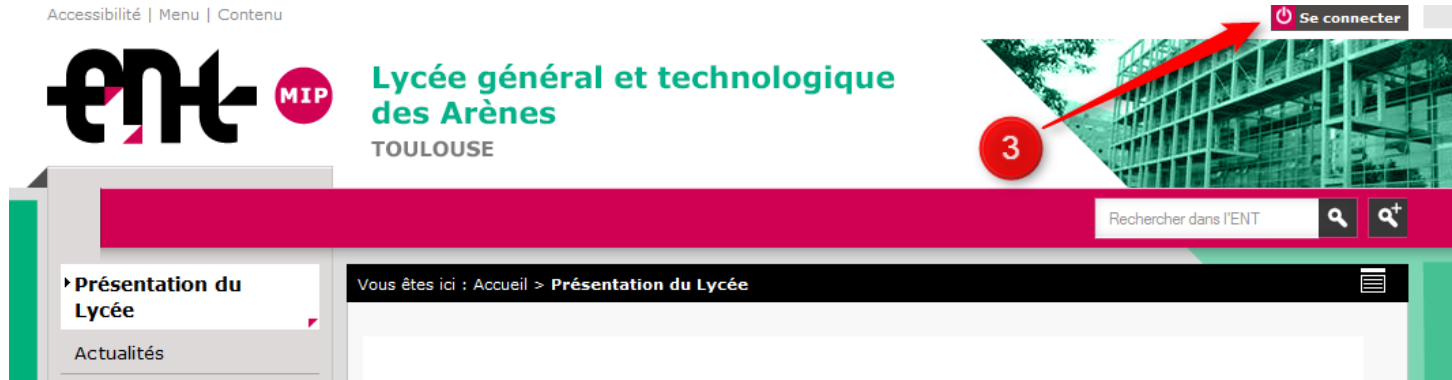 Accessibilité | Menu | Contenu
Se connecter
ent MIP
Lycée général et technologique
des Arènes
TOULOUSE
3
Rechercher dans l'ENT
Présentation du
Lycée
Actualités
Vous êtes ici : Accueil > Présentation du Lycée